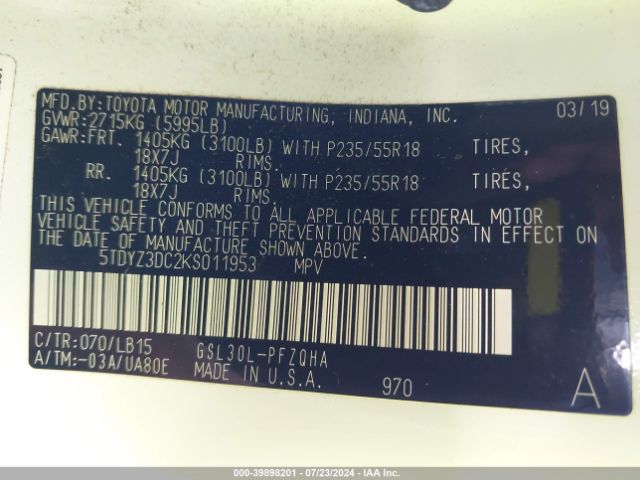 MFD.BY:TOYOTA MOTOR MANUFACTURING, INDIANA, INC. 03/19
GVWR:2715KG (5995LB)
GAWR:FRT. 1405KG (3100LB) WITH P235/55R18 TIRES,
18X7J RIMS.
RR. 1405KG (3100LB) WITH P235/55R18 TIRES,
18X7J RIMS.
THIS VEHICLE CONFORMS TO ALL APPLICABLE FEDERAL MOTOR
VEHICLE SAFETY AND THEFT PREVENTION STANDARDS IN EFFECT ON
THE DATE OF MANUFACTURE SHOWN ABOVE.
5TDYZ3DC2KS011953 MPV
C/TR:070/LB15 GSL30L-PFZQHA
A/TM:-03A/UA80E MADE IN U.S.A. 970 A
000-39898201 - 07/23/2024 - IAA Inc.